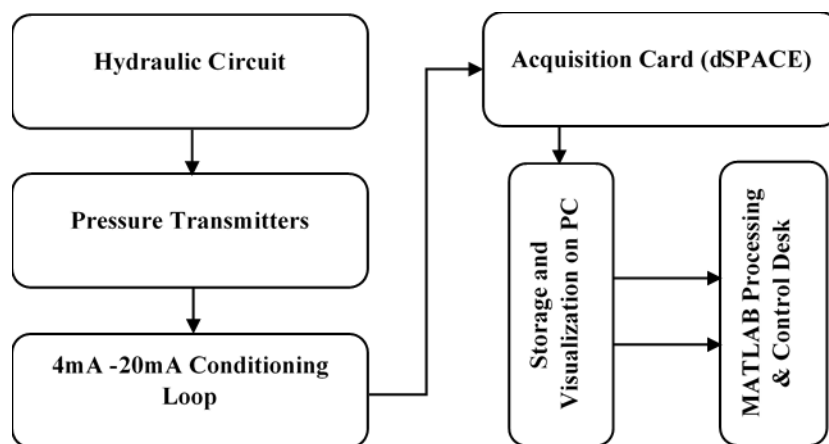 Hydraulic Circuit
Pressure Transmitters
4mA -20mA Conditioning
Loop
Acquisition Card (dSPACE)
Storage and
Visualization on PC
MATLAB Processing
& Control Desk